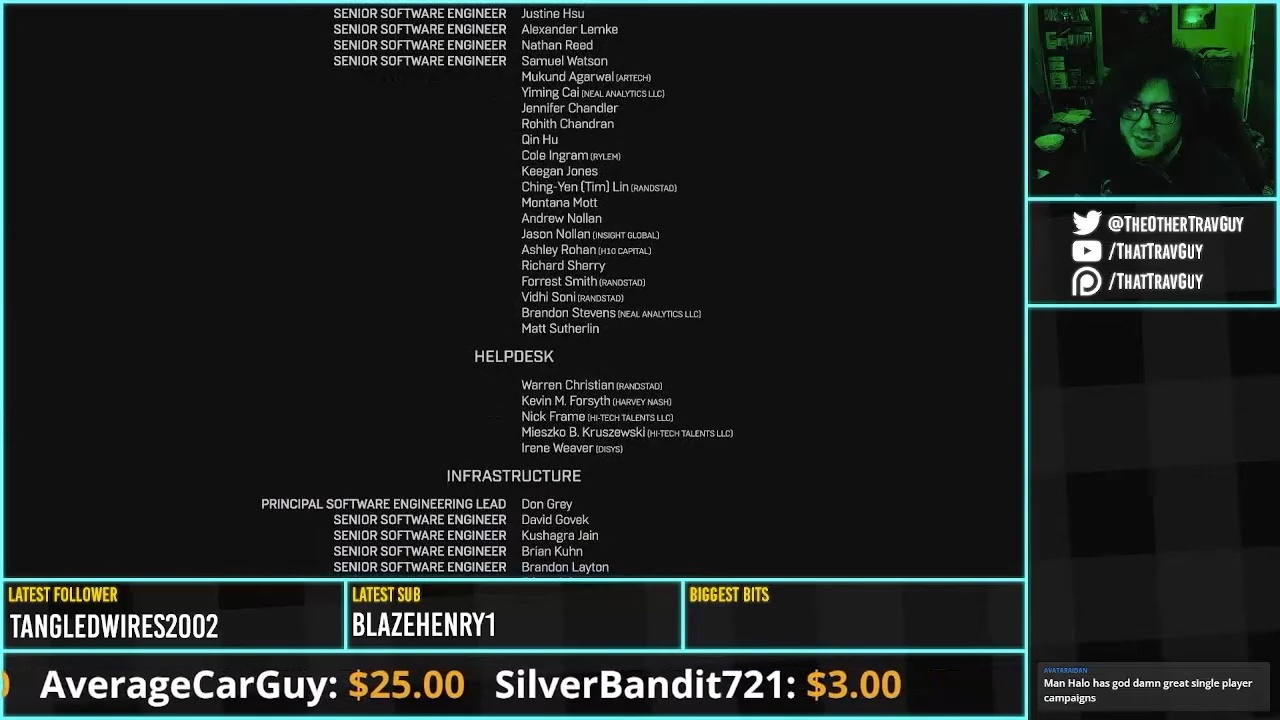 SENIOR SOFTWARE ENGINEER Justine Hsu
SENIOR SOFTWARE ENGINEER Alexander Lemke
SENIOR SOFTWARE ENGINEER Nathan Reed
SENIOR SOFTWARE ENGINEER Samuel Watson
Mukund Agarwal (ARTECH)
Yiming Cai (NEAL ANALYTICS LLC)
Jennifer Chandler
Rohith Chandran
Qin Hu
Cole Ingram (RYLEM)
Keegan Jones
Ching-Yen (Tim) Lin (RANDSTAD)
Montana Mott
Andrew Nollan
Jason Nollan (INSIGHT GLOBAL)
Ashley Rohan (H10 CAPITAL)
Richard Sherry
Forrest Smith (RANDSTAD)
Vidhi Soni (RANDSTAD)
Brandon Stevens (NEAL ANALYTICS LLC)
Matt Sutherlin
HELPDESK
Warren Christian (RANDSTAD)
Kevin M. Forsyth (HARVEY NASH)
Nick Frame (HI-TECH TALENTS LLC)
Mieszko B. Kruszewski (HI-TECH TALENTS LLC)
Irene Weaver (DISYS)
INFRASTRUCTURE
PRINCIPAL SOFTWARE ENGINEERING LEAD Don Grey
SENIOR SOFTWARE ENGINEER David Govek
SENIOR SOFTWARE ENGINEER Kushagra Jain
SENIOR SOFTWARE ENGINEER Brian Kuhn
SENIOR SOFTWARE ENGINEER Brandon Layton
@THEOTHERTRAVGUY
/THATTRAVGUY
/THATTRAVGUY
LATEST FOLLOWER
TANGLEDWIRES2002
LATEST SUB
BLAZEHENRY1
BIGGEST BITS
AverageCarGuy: $25.00 SilverBandit721: $3.00
AVATARAIDAN
Man Halo has god damn great single player
campaigns